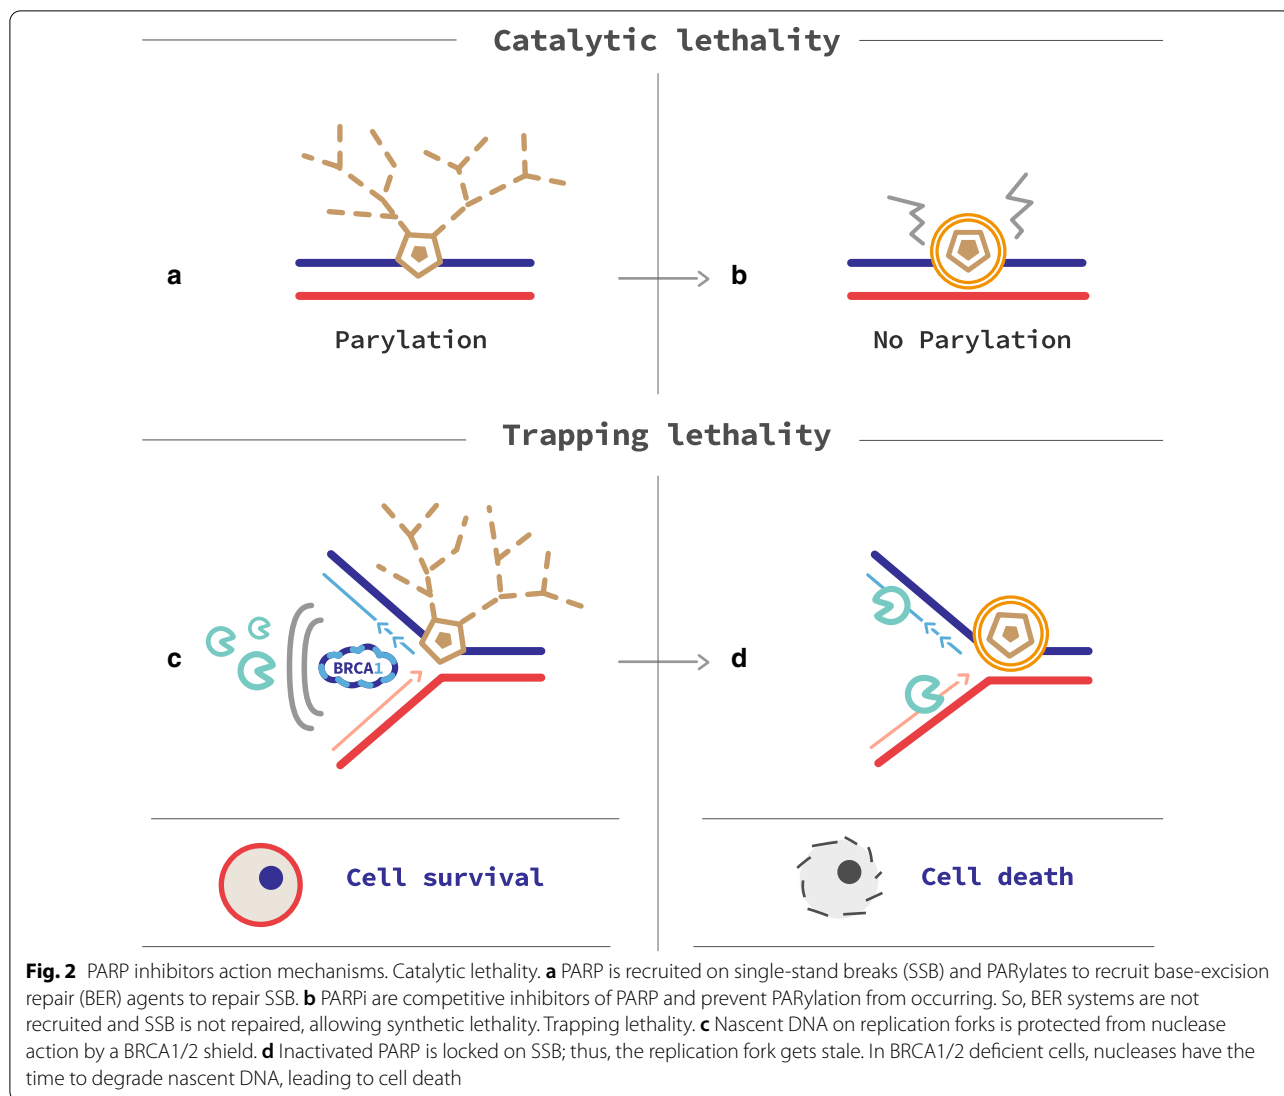 Catalytic lethality
a
b
Parylation
No Parylation
Trapping lethality
c
BRCA1
d
Cell survival
Cell death
Fig. 2 PARP inhibitors action mechanisms. Catalytic lethality. a PARP is recruited on single-stand breaks (SSB) and PARylates to recruit base-excision
repair (BER) agents to repair SSB. b PARPi are competitive inhibitors of PARP and prevent PARylation from occurring. So, BER systems are not
recruited and SSB is not repaired, allowing synthetic lethality. Trapping lethality. c Nascent DNA on replication forks is protected from nuclease
action by a BRCA1/2 shield. d Inactivated PARP is locked on SSB; thus, the replication fork gets stale. In BRCA1/2 deficient cells, nucleases have the
time to degrade nascent DNA, leading to cell death